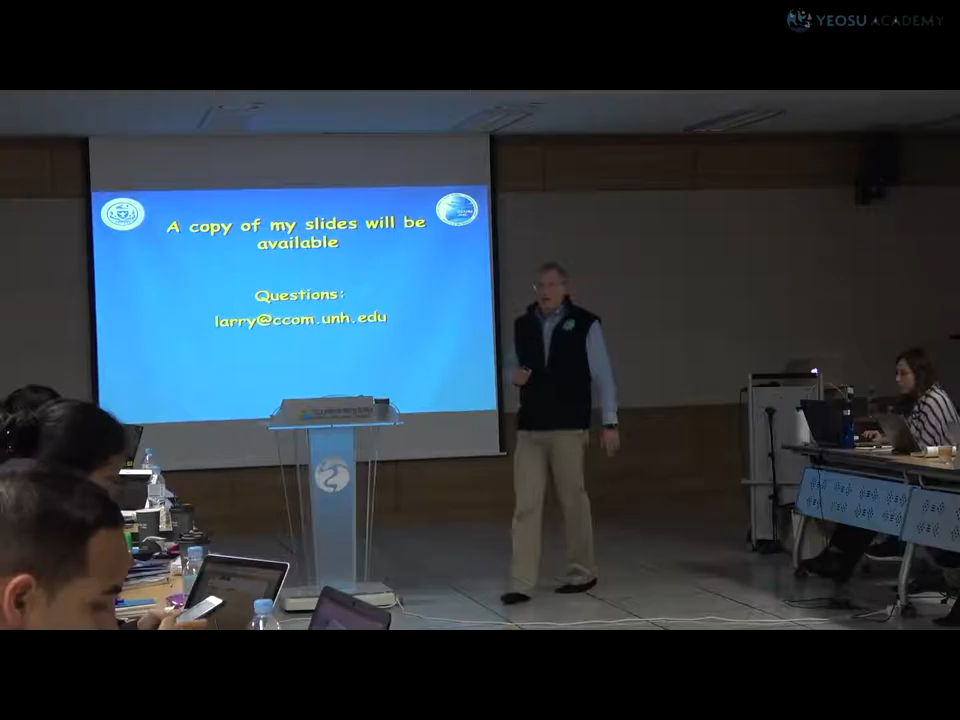 YEOSU ACADEMY
A copy of my slides will be
available
Questions:
larry@ccom.unh.edu